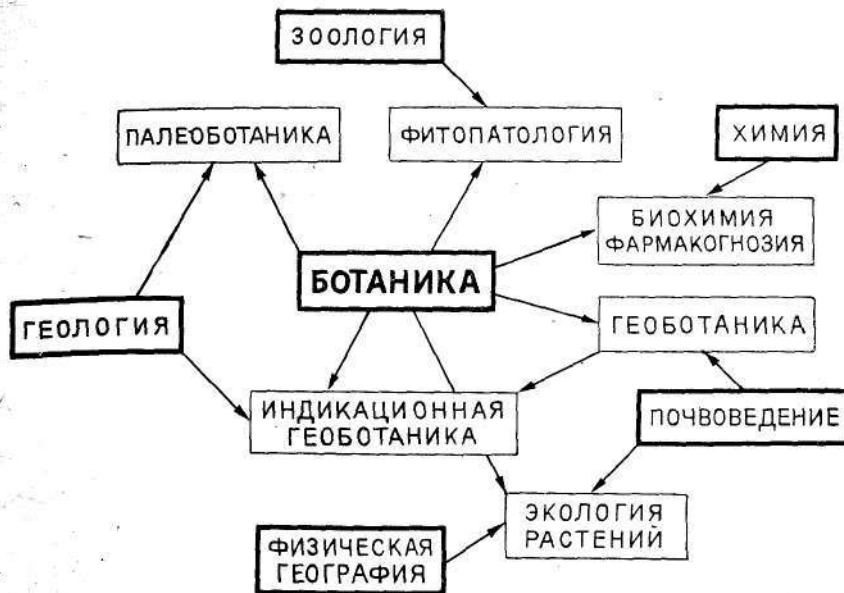 ЗООЛОГИЯ
ПАЛЕОБОТАНИКА
ФИТОПАТОЛОГИЯ
ХИМИЯ
БИОХИМИЯ
ФАРМАКОГНОЗИЯ
БОТАНИКА
ГЕОЛОГИЯ
ГЕОБОТАНИКА
ИНДИКАЦИОННАЯ
ГЕОБОТАНИКА
ПОЧВОВЕДЕНИЕ
ЭКОЛОГИЯ
РАСТЕНИЙ
ФИЗИЧЕСКАЯ
ГЕОГРАФИЯ